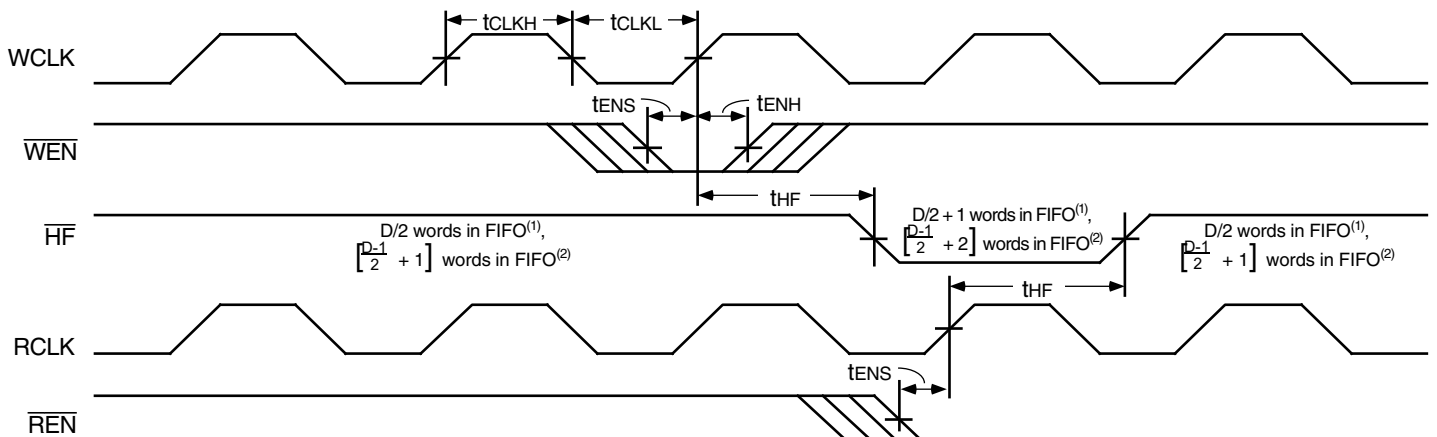 tCLKH
tCLKL
WCLK
tENS
tENH
WEN
tHF
HF
D/2 words in FIFO(1),
[D-1/2 + 1] words in FIFO(2)
D/2 + 1 words in FIFO(1),
[D-1/2 + 2] words in FIFO(2)
D/2 words in FIFO(1),
[D-1/2 + 1] words in FIFO(2)
tHF
RCLK
tENS
REN